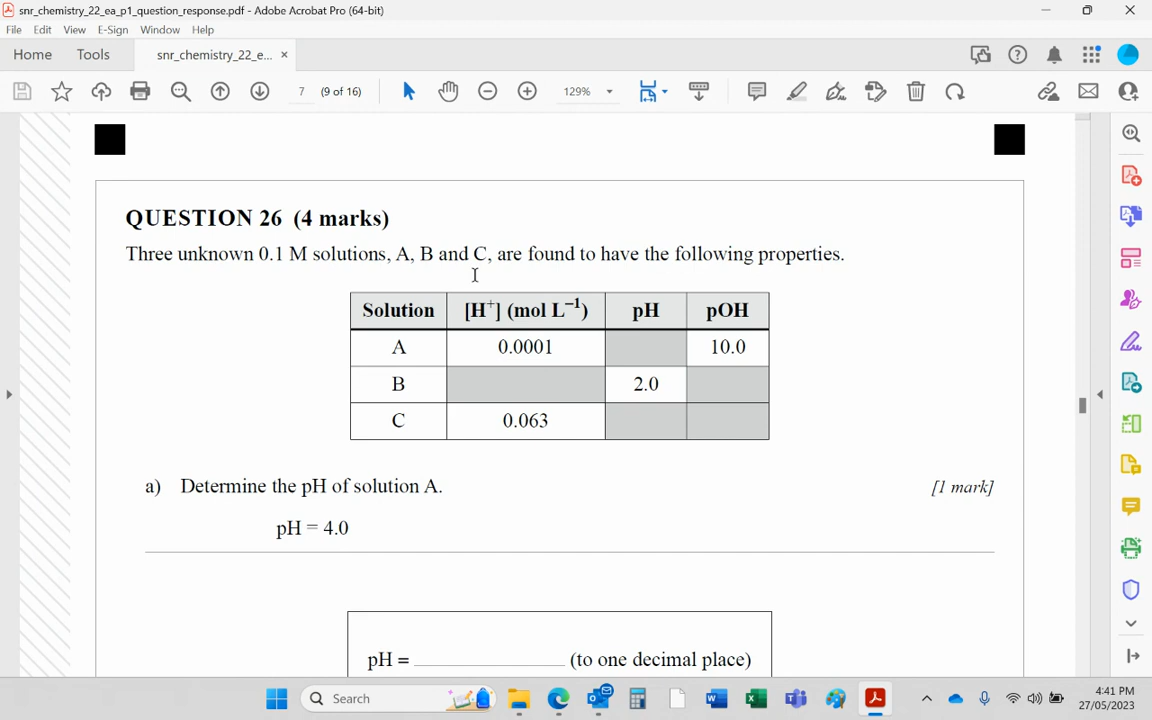 snr_chemistry_22_ea_p1_question_response.pdf - Adobe Acrobat Pro (64-bit)
File Edit View E-Sign Window Help
Home Tools snr_chemistry_22_e... ×
7 (9 of 16) 129%
QUESTION 26 (4 marks)
Three unknown 0.1 M solutions, A, B and C, are found to have the following properties.
Solution [H⁺] (mol L⁻¹) pH pOH
A 0.0001 10.0
B 2.0
C 0.063
a) Determine the pH of solution A. [1 mark]
pH = 4.0
pH = ____________ (to one decimal place)
Search
4:41 PM
27/05/2023